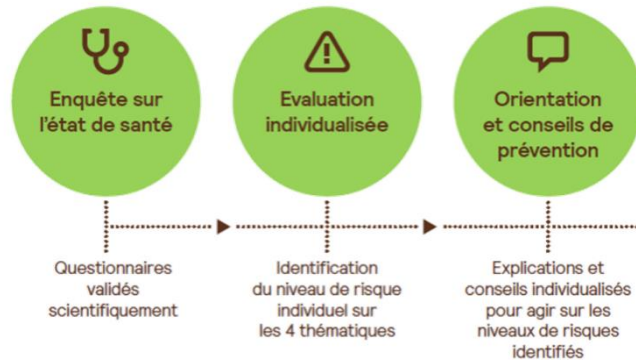 Enquête sur
l'état de santé
Evaluation
individualisée
Orientation
et conseils de
prévention
Questionnaires
validés
scientifiquement
Identification
du niveau de risque
individuel sur
les 4 thématiques
Explications et
conseils individualisés
pour agir sur les
niveaux de risques
identifiés